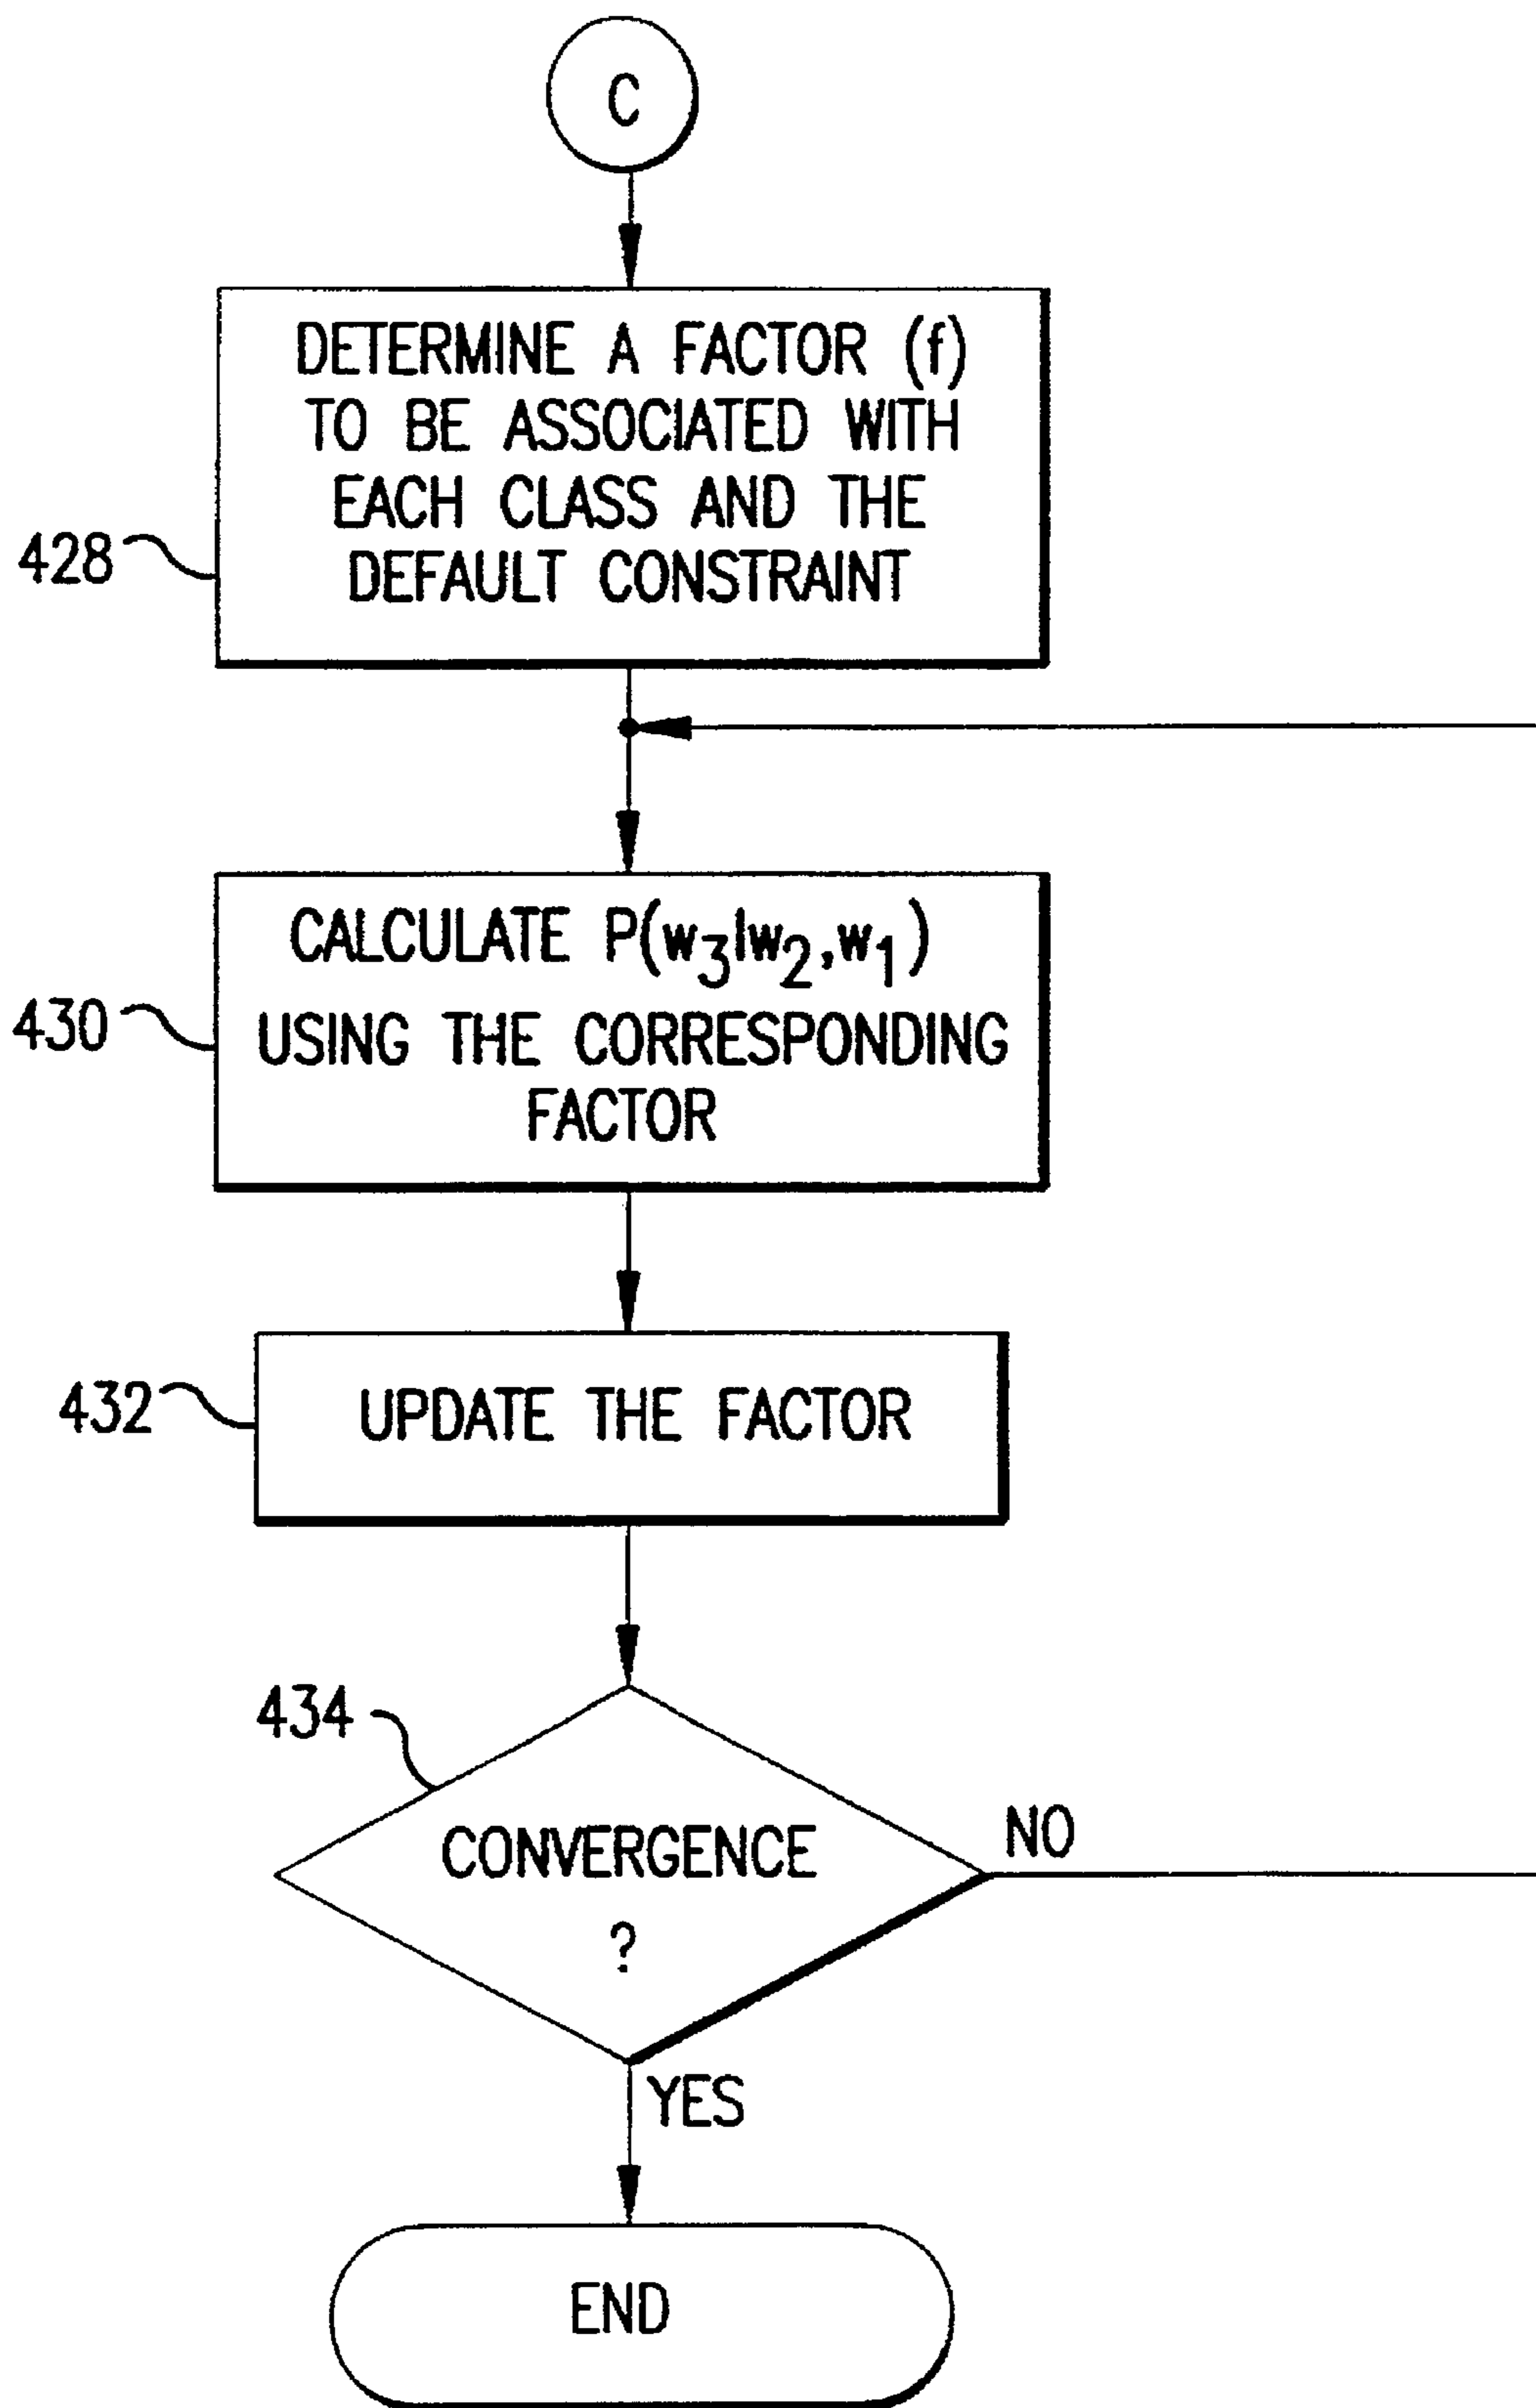 C
DETERMINE A FACTOR (f)
TO BE ASSOCIATED WITH
EACH CLASS AND THE
DEFAULT CONSTRAINT
428
CALCULATE P(w₃|w₂,w₁)
USING THE CORRESPONDING
FACTOR
430
UPDATE THE FACTOR
432
434
CONVERGENCE
?
NO
YES
END